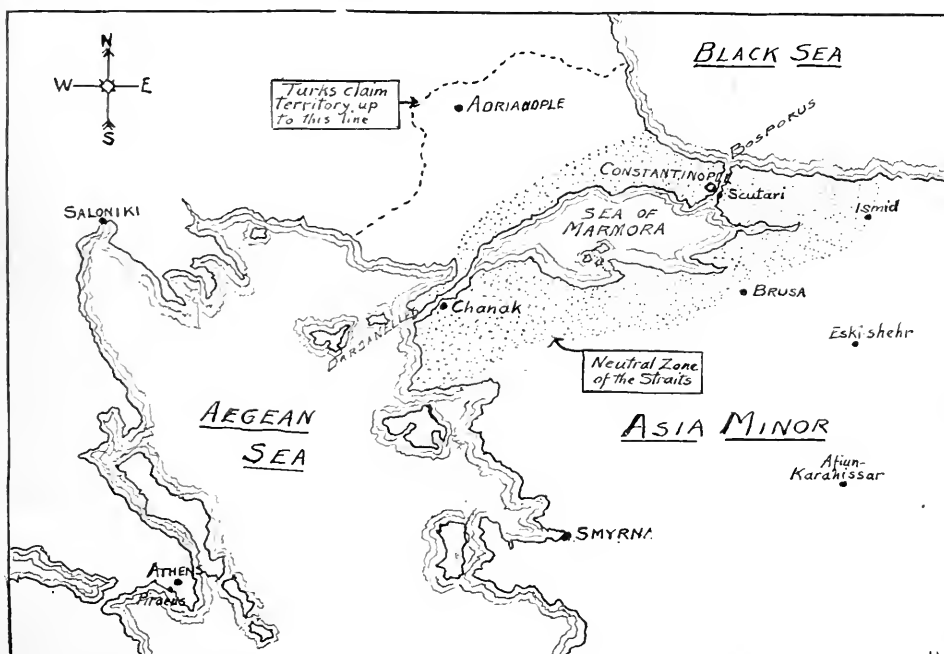 N
W
E
S
BLACK SEA
Turks claim
territory up
to this line
ADRIANOPLE
BOSPORUS
CONSTANTINOPLE
Scutari
Ismid
SALONIKI
SEA OF
MARMORA
BRUSA
Chanak
DARDANELLES
Eski-shehr
Neutral Zone
of the Straits
AEGEAN
SEA
ASIA MINOR
Afiun-
Karahissar
SMYRNA
ATHENS
Piraeus